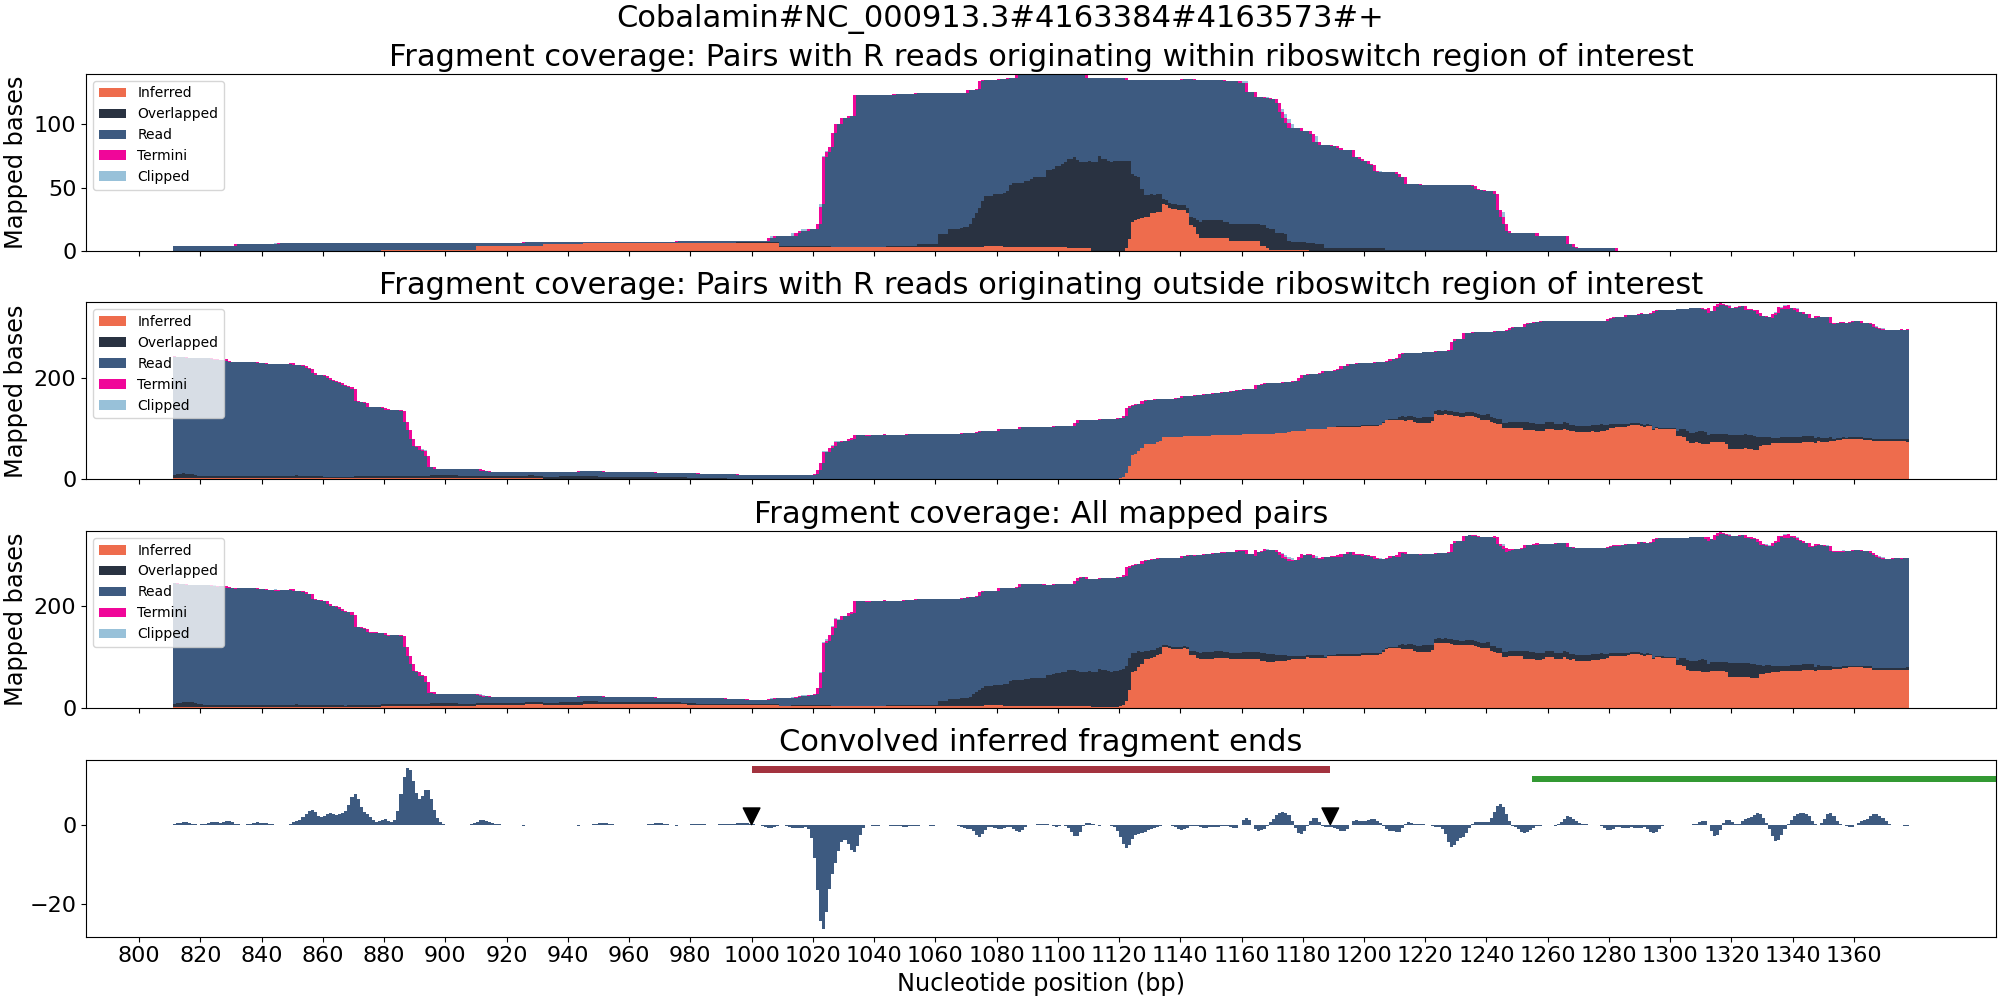 Cobalamin#NC_000913.3#4163384#4163573#+
Fragment coverage: Pairs with R reads originating within riboswitch region of interest
Mapped bases
100
50
0
Inferred
Overlapped
Read
Termini
Clipped
Fragment coverage: Pairs with R reads originating outside riboswitch region of interest
Mapped bases
200
0
Inferred
Overlapped
Read
Termini
Clipped
Fragment coverage: All mapped pairs
Mapped bases
200
0
Inferred
Overlapped
Read
Termini
Clipped
Convolved inferred fragment ends
0
−20
800 820 840 860 880 900 920 940 960 980 1000 1020 1040 1060 1080 1100 1120 1140 1160 1180 1200 1220 1240 1260 1280 1300 1320 1340 1360
Nucleotide position (bp)